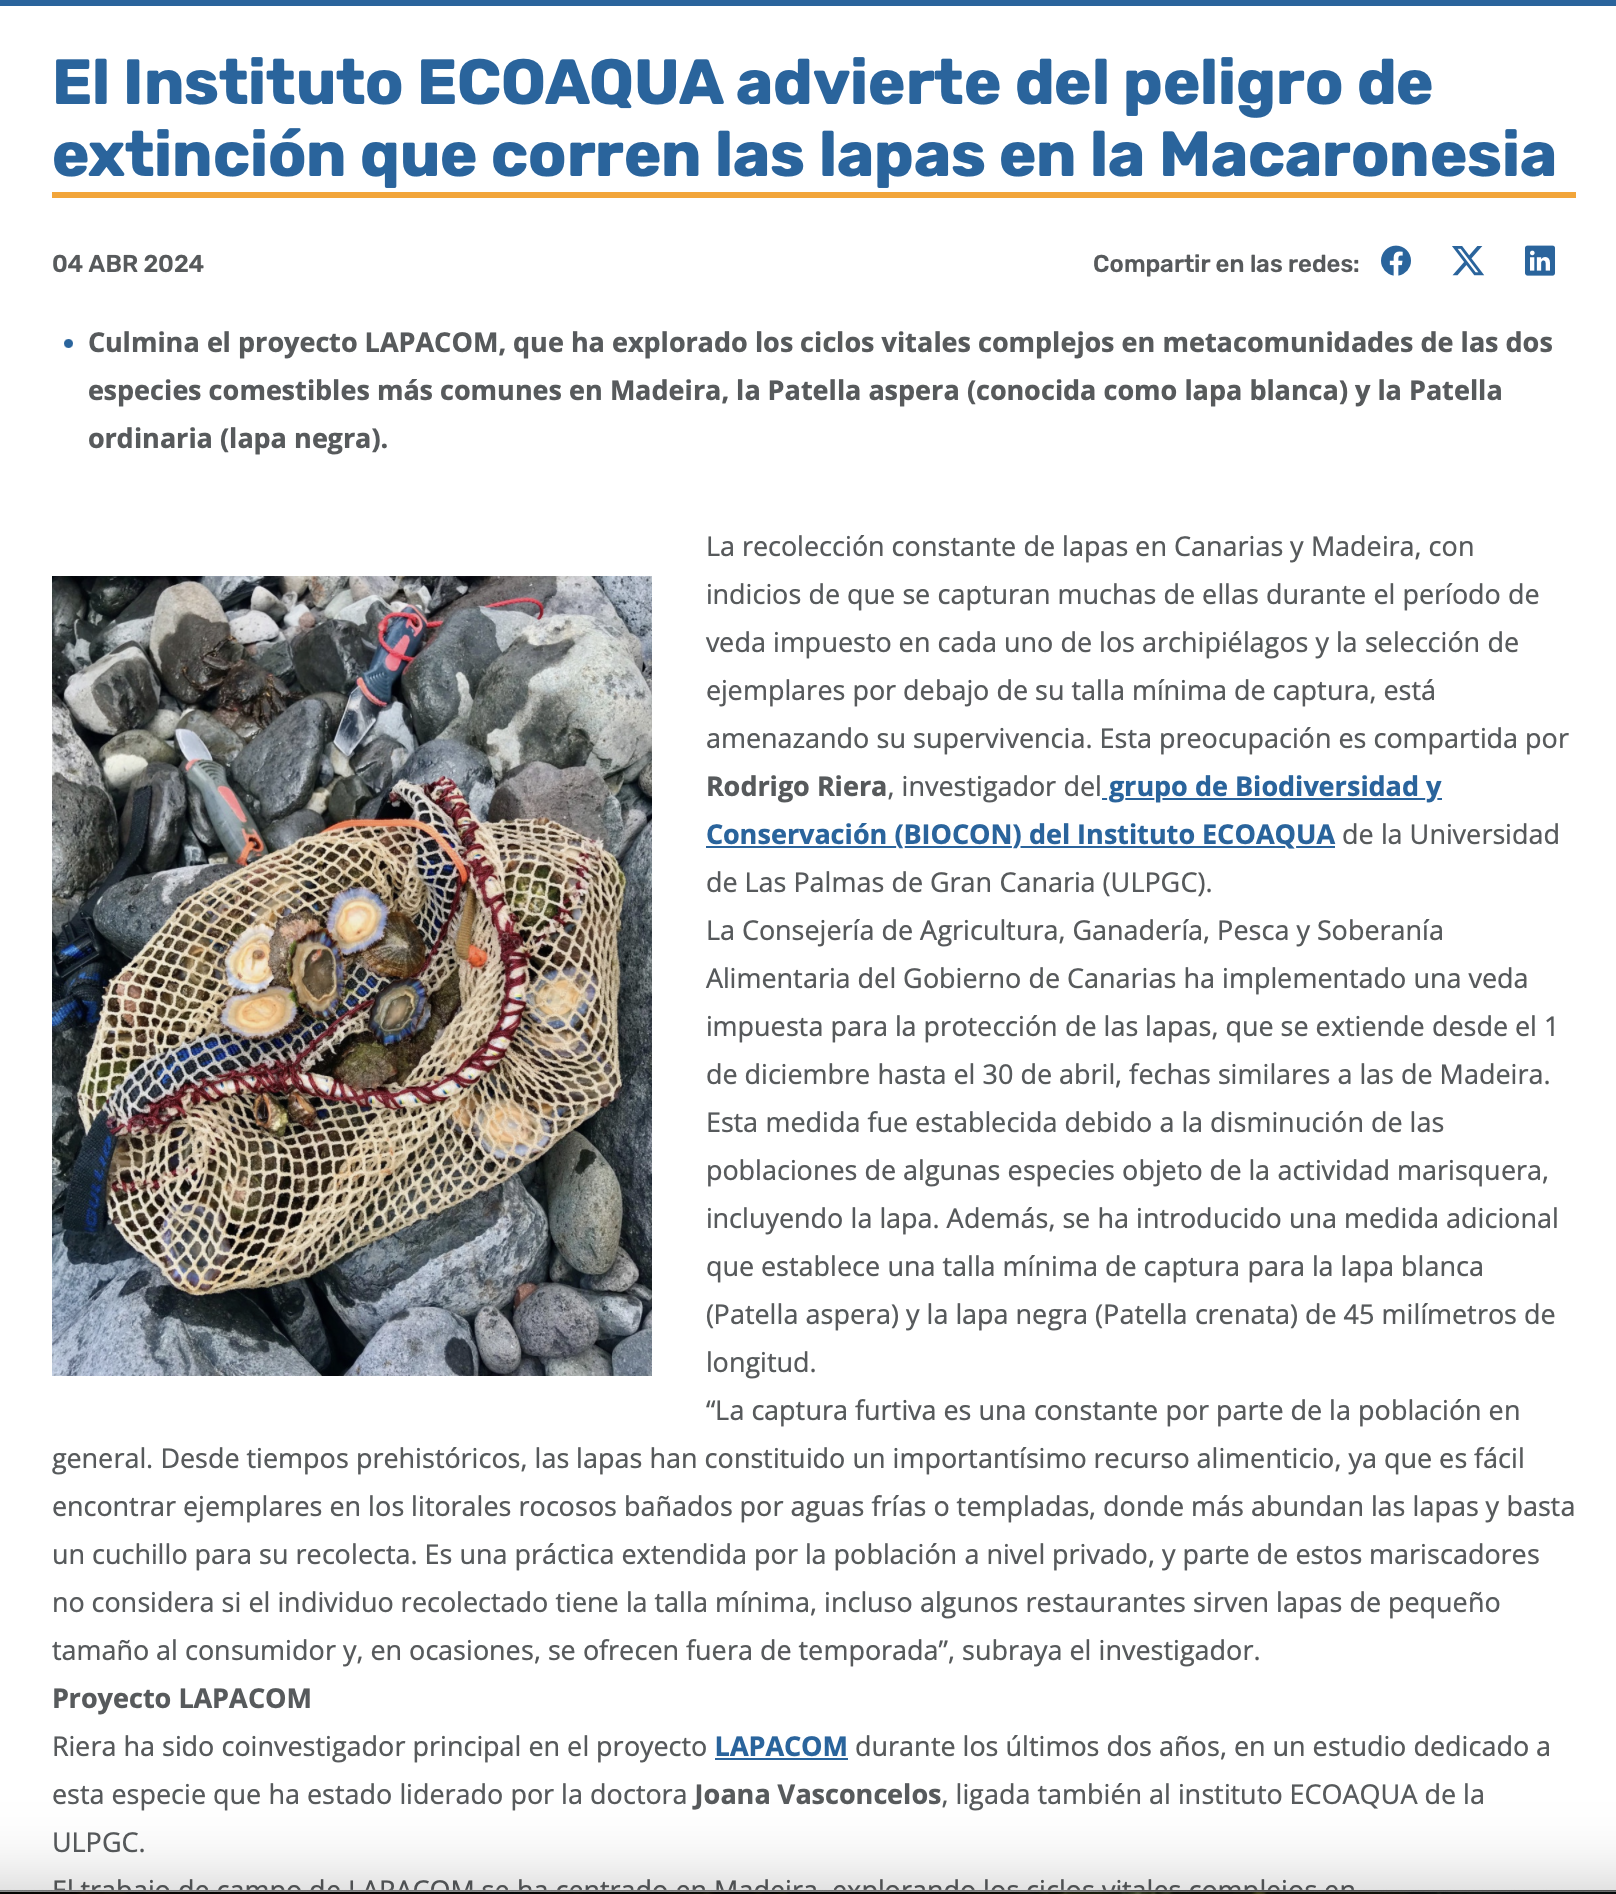 El Instituto ECOAQUA advierte del peligro de
extinción que corren las lapas en la Macaronesia
04 ABR 2024
Compartir en las redes:
• Culmina el proyecto LAPACOM, que ha explorado los ciclos vitales complejos en metacomunidades de las dos
especies comestibles más comunes en Madeira, la Patella aspera (conocida como lapa blanca) y la Patella
ordinaria (lapa negra).
La recolección constante de lapas en Canarias y Madeira, con
indicios de que se capturan muchas de ellas durante el período de
veda impuesto en cada uno de los archipiélagos y la selección de
ejemplares por debajo de su talla mínima de captura, está
amenazando su supervivencia. Esta preocupación es compartida por
Rodrigo Riera, investigador del grupo de Biodiversidad y
Conservación (BIOCON) del Instituto ECOAQUA de la Universidad
de Las Palmas de Gran Canaria (ULPGC).
La Consejería de Agricultura, Ganadería, Pesca y Soberanía
Alimentaria del Gobierno de Canarias ha implementado una veda
impuesta para la protección de las lapas, que se extiende desde el 1
de diciembre hasta el 30 de abril, fechas similares a las de Madeira.
Esta medida fue establecida debido a la disminución de las
poblaciones de algunas especies objeto de la actividad marisquera,
incluyendo la lapa. Además, se ha introducido una medida adicional
que establece una talla mínima de captura para la lapa blanca
(Patella aspera) y la lapa negra (Patella crenata) de 45 milímetros de
longitud.
“La captura furtiva es una constante por parte de la población en
general. Desde tiempos prehistóricos, las lapas han constituido un importantísimo recurso alimenticio, ya que es fácil
encontrar ejemplares en los litorales rocosos bañados por aguas frías o templadas, donde más abundan las lapas y basta
un cuchillo para su recolecta. Es una práctica extendida por la población a nivel privado, y parte de estos mariscadores
no considera si el individuo recolectado tiene la talla mínima, incluso algunos restaurantes sirven lapas de pequeño
tamaño al consumidor y, en ocasiones, se ofrecen fuera de temporada”, subraya el investigador.
Proyecto LAPACOM
Riera ha sido coinvestigador principal en el proyecto LAPACOM durante los últimos dos años, en un estudio dedicado a
esta especie que ha estado liderado por la doctora Joana Vasconcelos, ligada también al instituto ECOAQUA de la
ULPGC.
El trabajo de campo de LAPACOM se ha centrado en Madeira, explorando los ciclos vitales complejos en